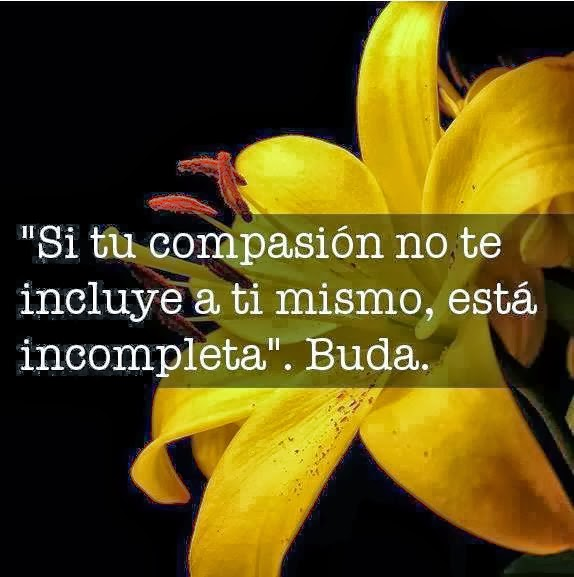 "Si tu compasión no te
incluye a ti mismo, está
incompleta". Buda.